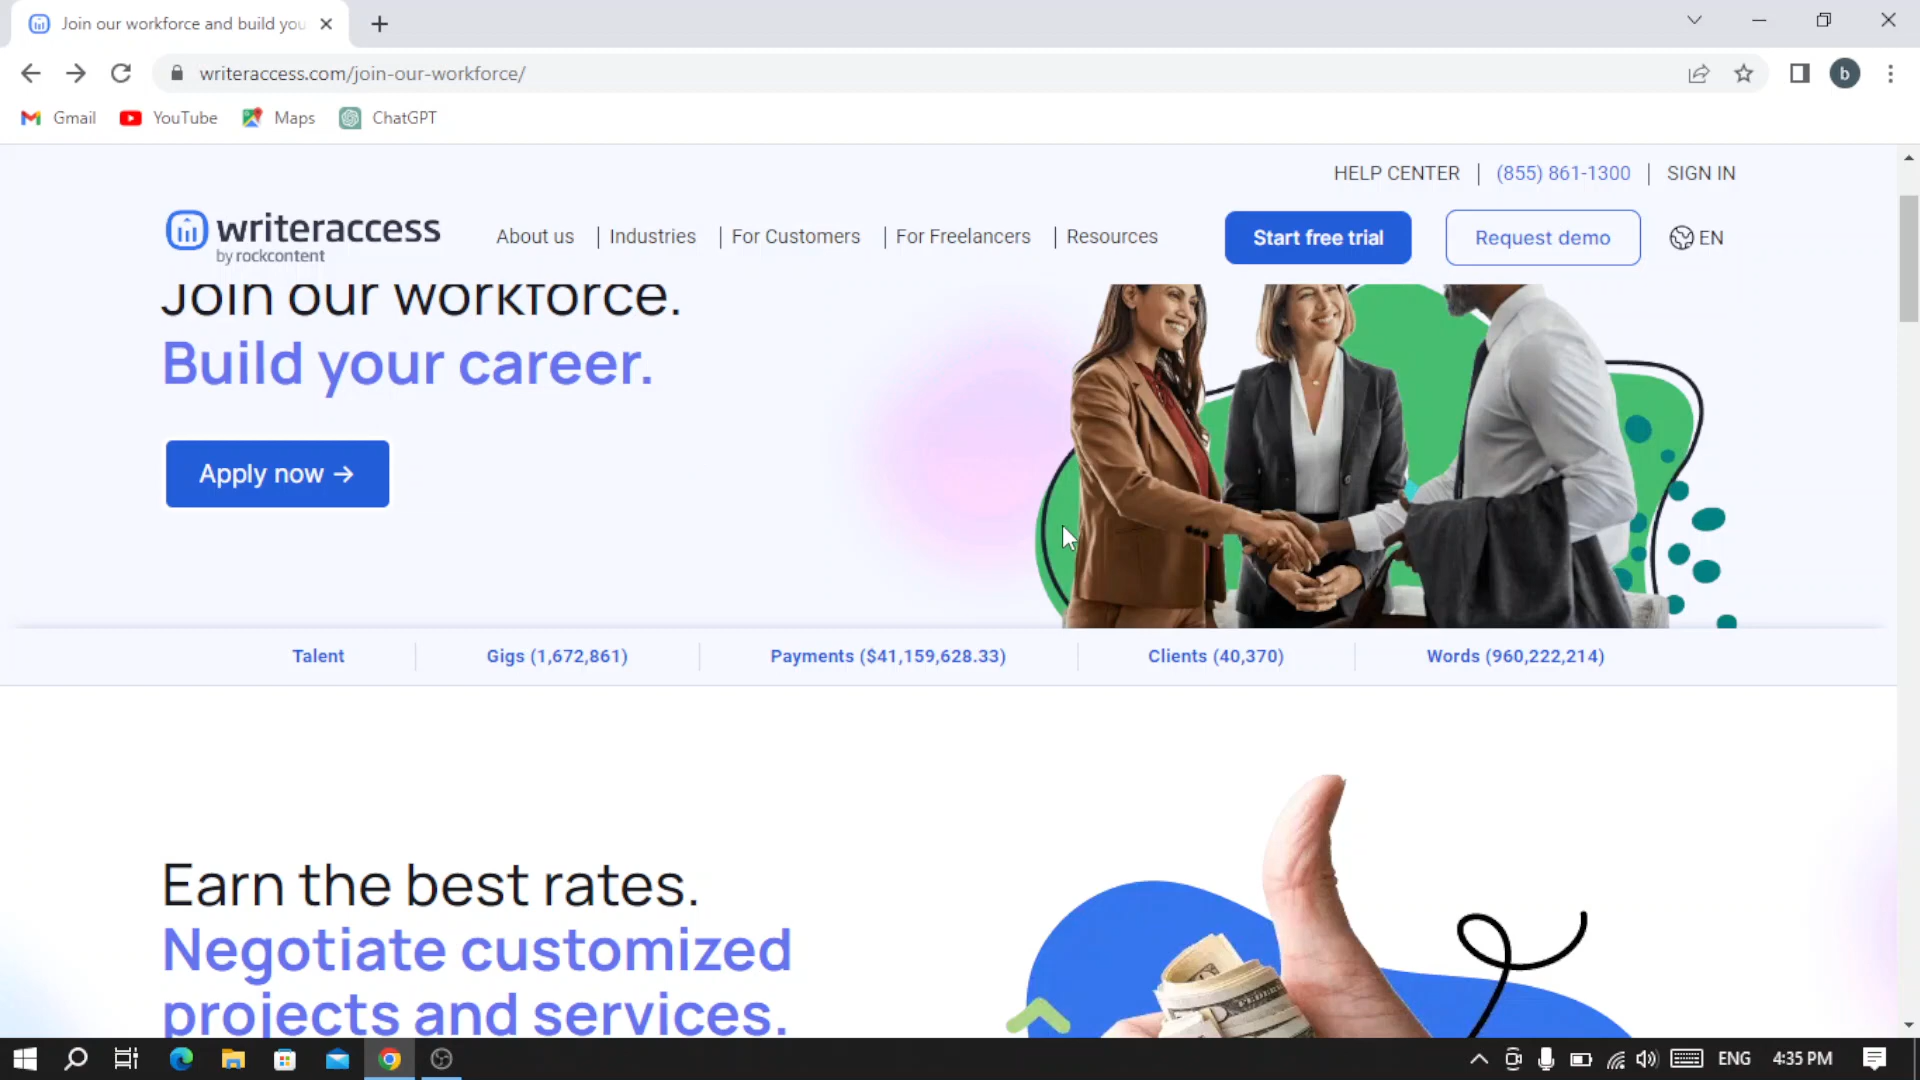 Join our workforce and build you
writeraccess.com/join-our-workforce/
b
Gmail
YouTube
Maps
ChatGPT
HELP CENTER | (855) 861-1300 | SIGN IN
writeraccess
by rockcontent
About us | Industries | For Customers | For Freelancers | Resources
Start free trial
Request demo
EN
Join our workforce.
Build your career.
Apply now →
Talent
Gigs (1,672,861)
Payments ($41,159,628.33)
Clients (40,370)
Words (960,222,214)
Earn the best rates.
Negotiate customized
projects and services.
ENG
4:35 PM